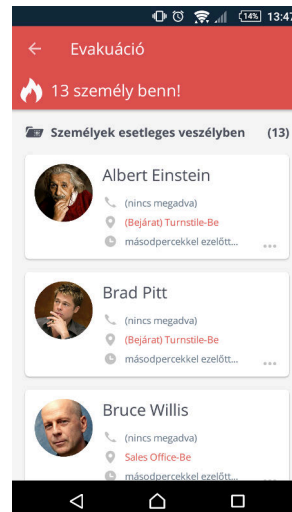 14% 13:47
Evakuáció
13 személy benn!
Személyek esetleges veszélyben (13)
Albert Einstein
(nincs megadva)
(Bejárat) Turnstile-Be
másodpercekkel ezelőtt...
Brad Pitt
(nincs megadva)
(Bejárat) Turnstile-Be
másodpercekkel ezelőtt...
Bruce Willis
(nincs megadva)
Sales Office-Be
másodpercekkel ezelőtt...